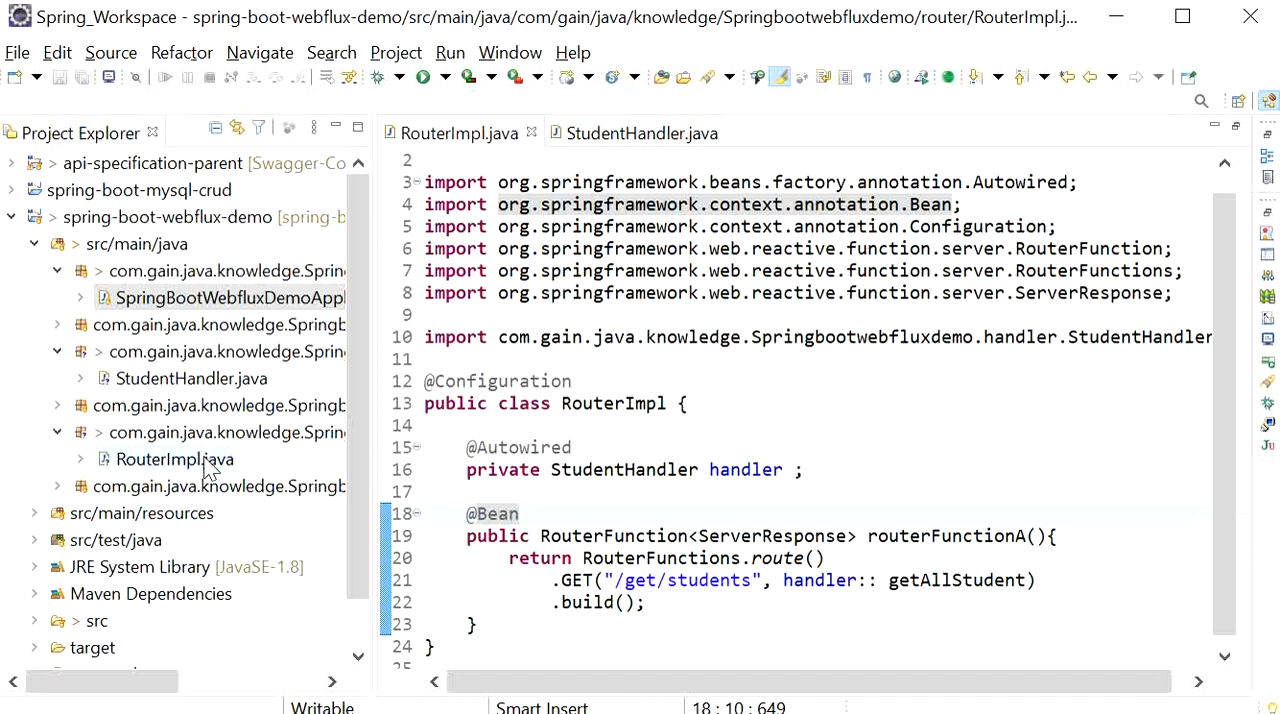 Spring_Workspace - spring-boot-webflux-demo/src/main/java/com/gain/java/knowledge/Springbootwebfluxdemo/router/RouterImpl.j...
File Edit Source Refactor Navigate Search Project Run Window Help
Project Explorer
api-specification-parent [Swagger-Co
spring-boot-mysql-crud
> spring-boot-webflux-demo [spring-b
> src/main/java
> com.gain.java.knowledge.Sprin
SpringBootWebfluxDemoAppl
com.gain.java.knowledge.Springb
> com.gain.java.knowledge.Sprin
StudentHandler.java
com.gain.java.knowledge.Springb
> com.gain.java.knowledge.Sprin
RouterImpl.java
com.gain.java.knowledge.Springb
src/main/resources
src/test/java
JRE System Library [JavaSE-1.8]
Maven Dependencies
> src
target
RouterImpl.java StudentHandler.java
2
3 import org.springframework.beans.factory.annotation.Autowired;
4 import org.springframework.context.annotation.Bean;
5 import org.springframework.context.annotation.Configuration;
6 import org.springframework.web.reactive.function.server.RouterFunction;
7 import org.springframework.web.reactive.function.server.RouterFunctions;
8 import org.springframework.web.reactive.function.server.ServerResponse;
9
10 import com.gain.java.knowledge.Springbootwebfluxdemo.handler.StudentHandler
11
12 @Configuration
13 public class RouterImpl {
14
15 @Autowired
16 private StudentHandler handler ;
17
18 @Bean
19 public RouterFunction<ServerResponse> routerFunctionA(){
20 return RouterFunctions.route()
21 .GET("/get/students", handler:: getAllStudent)
22 .build();
23 }
24 }
25
Writable Smart Insert 18 : 10 : 649